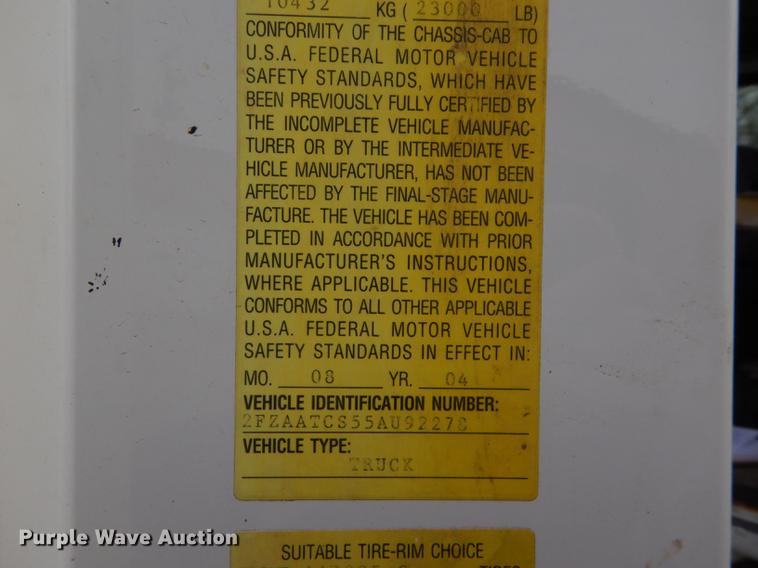 10432 KG ( 23000 LB)
CONFORMITY OF THE CHASSIS-CAB TO
U.S.A. FEDERAL MOTOR VEHICLE
SAFETY STANDARDS, WHICH HAVE
BEEN PREVIOUSLY FULLY CERTIFIED BY
THE INCOMPLETE VEHICLE MANUFAC-
TURER OR BY THE INTERMEDIATE VE-
HICLE MANUFACTURER, HAS NOT BEEN
AFFECTED BY THE FINAL-STAGE MANU-
FACTURE. THE VEHICLE HAS BEEN COM-
PLETED IN ACCORDANCE WITH PRIOR
MANUFACTURER'S INSTRUCTIONS,
WHERE APPLICABLE. THIS VEHICLE
CONFORMS TO ALL OTHER APPLICABLE
U.S.A. FEDERAL MOTOR VEHICLE
SAFETY STANDARDS IN EFFECT IN:
MO. 08 YR. 04
VEHICLE IDENTIFICATION NUMBER:
2FZAATCS55AU92278
VEHICLE TYPE:
TRUCK
Purple Wave Auction
SUITABLE TIRE-RIM CHOICE